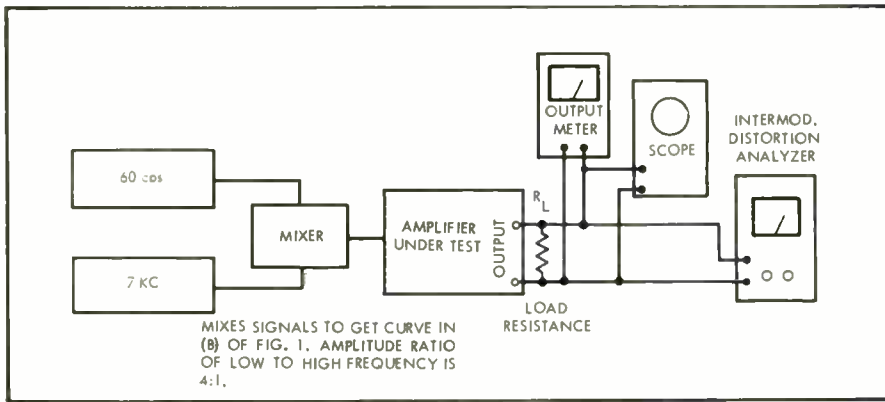 OUTPUT
METER
SCOPE
INTERMOD.
DISTORTION
ANALYZER
60 cps
7 KC
MIXER
AMPLIFIER
UNDER TEST
OUTPUT
RL
LOAD
RESISTANCE
MIXES SIGNALS TO GET CURVE IN
(B) OF FIG. 1. AMPLITUDE RATIO
OF LOW TO HIGH FREQUENCY IS
4:1.